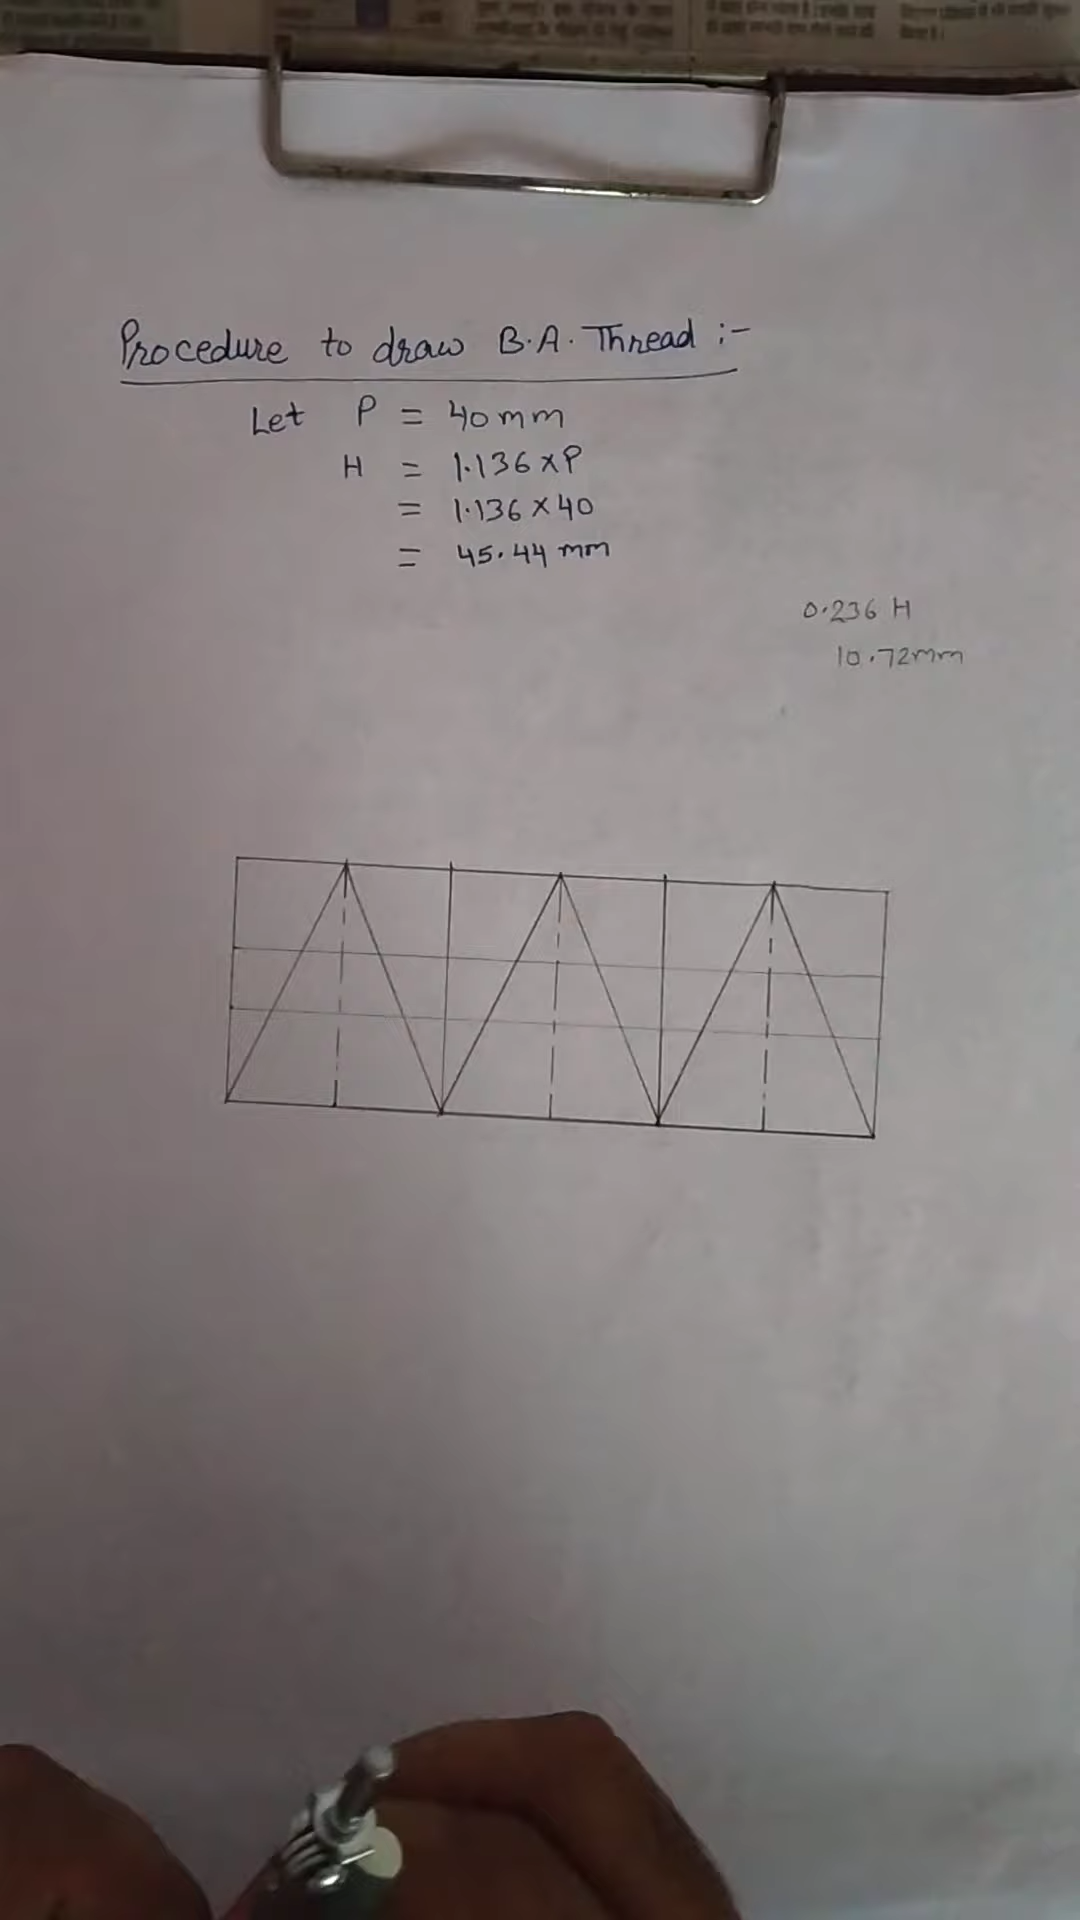 Procedure to draw B.A. Thread :-
Let P = 40mm
H = 1.136 x P
= 1.136 x 40
= 45.44 mm
0.236 H
10.72mm